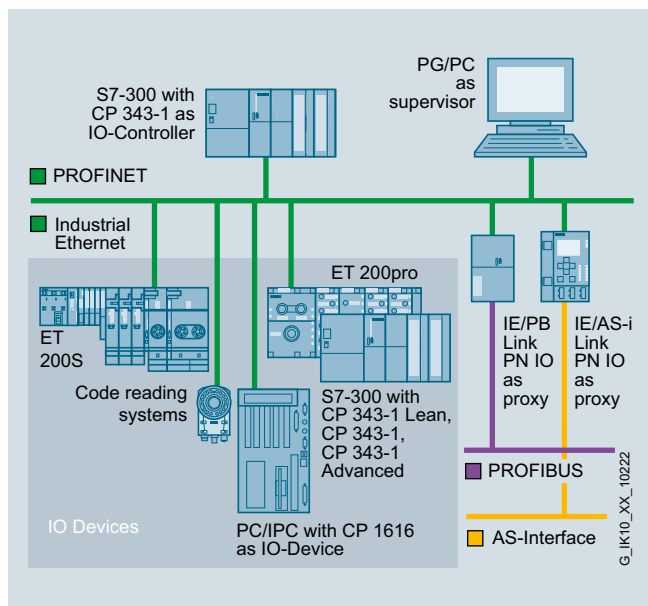 S7-300 with
CP 343-1 as
IO-Controller
PG/PC
as
supervisor
PROFINET
Industrial
Ethernet
ET 200pro
ET
200S
IE/PB
Link
PN IO
as
proxy
IE/AS-i
Link
PN IO
as
proxy
Code reading
systems
S7-300 with
CP 343-1 Lean,
CP 343-1,
CP 343-1
Advanced
PROFIBUS
IO Devices
PC/IPC with CP 1616
as IO-Device
AS-Interface
G_IK10_XX_10222